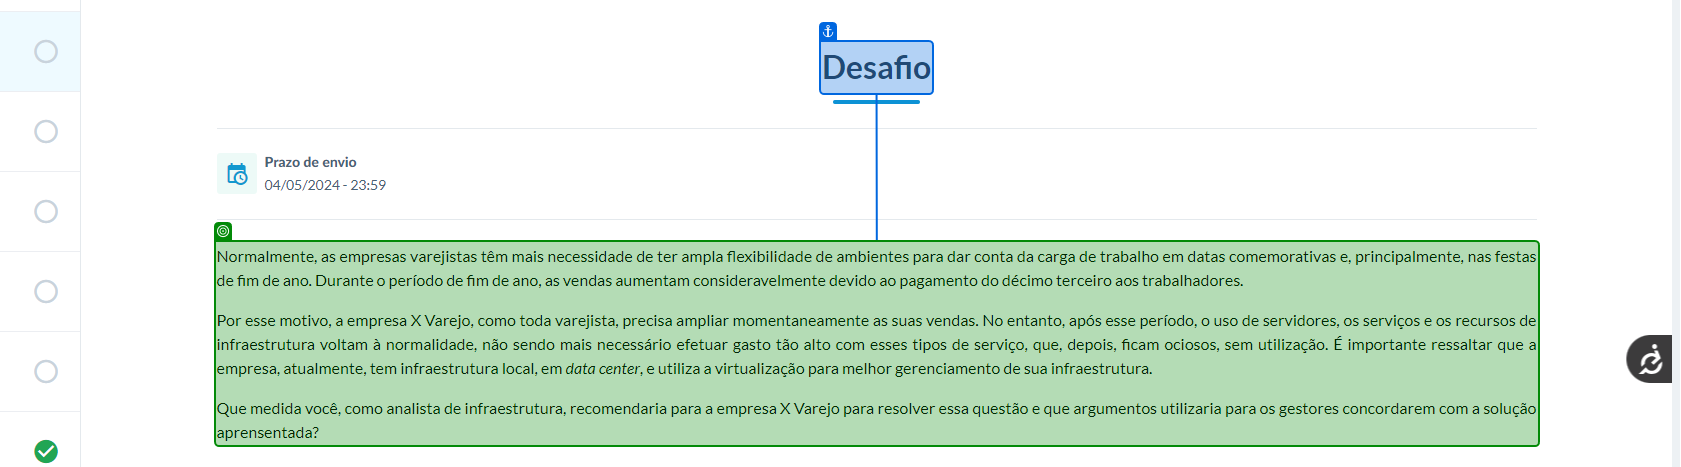 Desafio
Prazo de envio
04/05/2024 - 23:59
Normalmente, as empresas varejistas têm mais necessidade de ter ampla flexibilidade de ambientes para dar conta da carga de trabalho em datas comemorativas e, principalmente, nas festas
de fim de ano. Durante o período de fim de ano, as vendas aumentam consideravelmente devido ao pagamento do décimo terceiro aos trabalhadores.
Por esse motivo, a empresa X Varejo, como toda varejista, precisa ampliar momentaneamente as suas vendas. No entanto, após esse período, o uso de servidores, os serviços e os recursos de
infraestrutura voltam à normalidade, não sendo mais necessário efetuar gasto tão alto com esses tipos de serviço, que, depois, ficam ociosos, sem utilização. É importante ressaltar que a
empresa, atualmente, tem infraestrutura local, em data center, e utiliza a virtualização para melhor gerenciamento de sua infraestrutura.
Que medida você, como analista de infraestrutura, recomendaria para a empresa X Varejo para resolver essa questão e que argumentos utilizaria para os gestores concordarem com a solução
aprensentada?